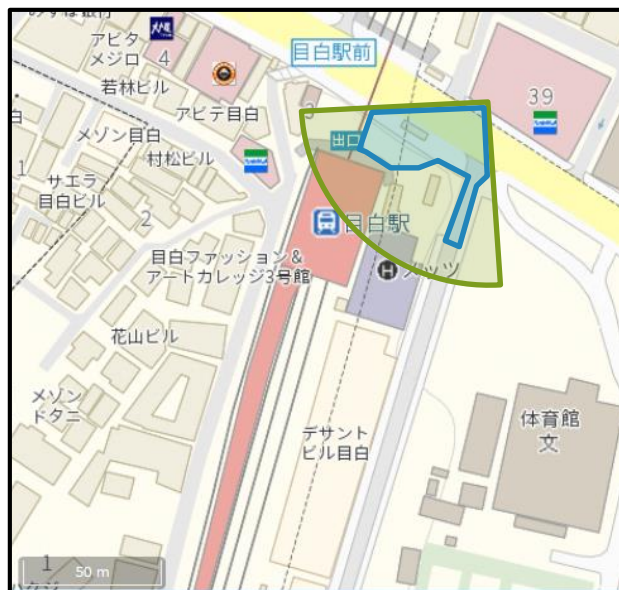 アビタ
メジロ
4
若林ビル
目白駅前
39
アビテ目白
3
メゾン目白
出口
村松ビル
1
サエラ
目白ビル
2
目白駅
H メッツ
目白ファッション&
アートカレッジ3号館
花山ビル
メゾン
ドタニ
デサント
ビル目白
体育館
文
1
50 m